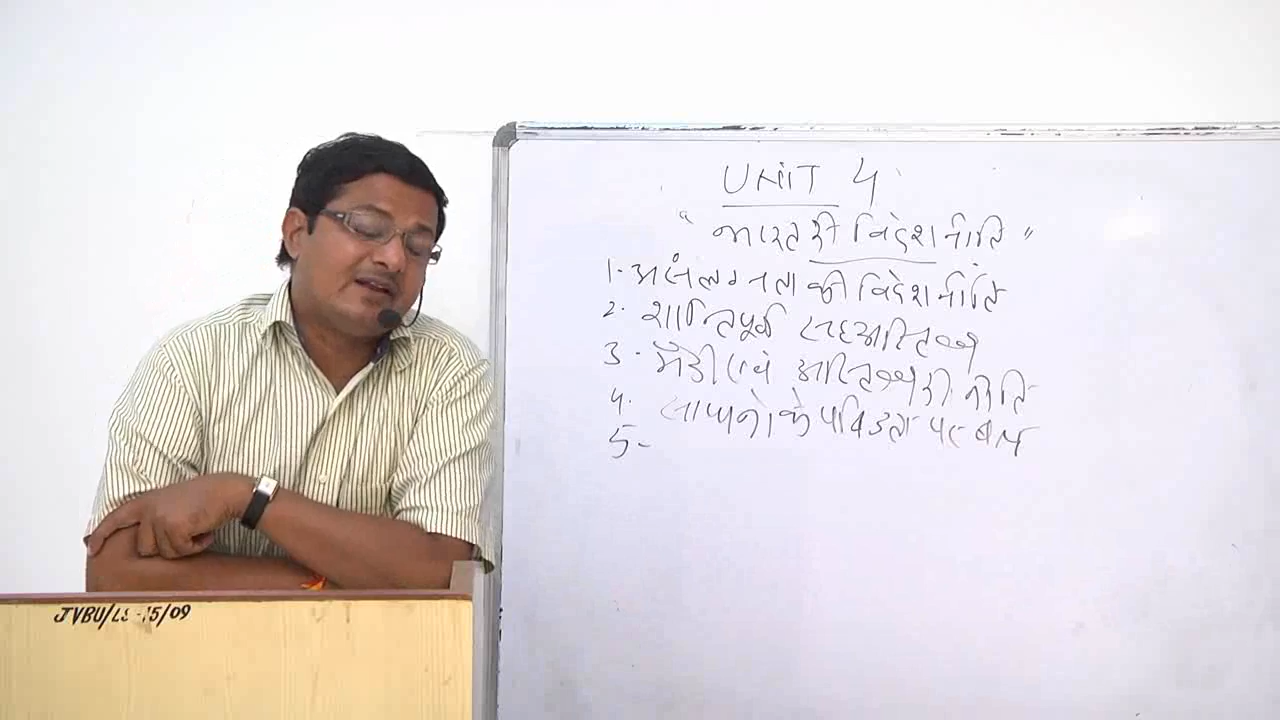 UNIT 4
"भारत की विदेश नीति"
1. असंलग्नता की विदेश नीति
2. शान्तिपूर्ण सहअस्तित्व
3. मैत्री एवं अस्तित्व की नीति
4. साधनों के पवित्रता पर बल
5-
JVBU/LS-15/09